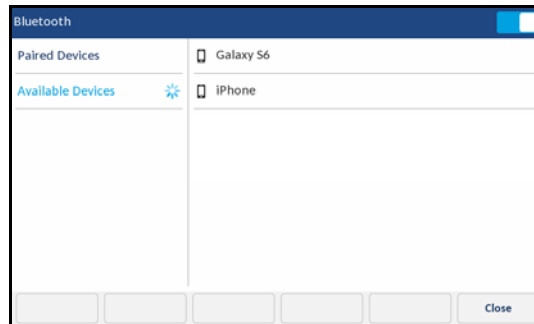 Bluetooth
Paired Devices
Available Devices
Galaxy S6
iPhone
Close